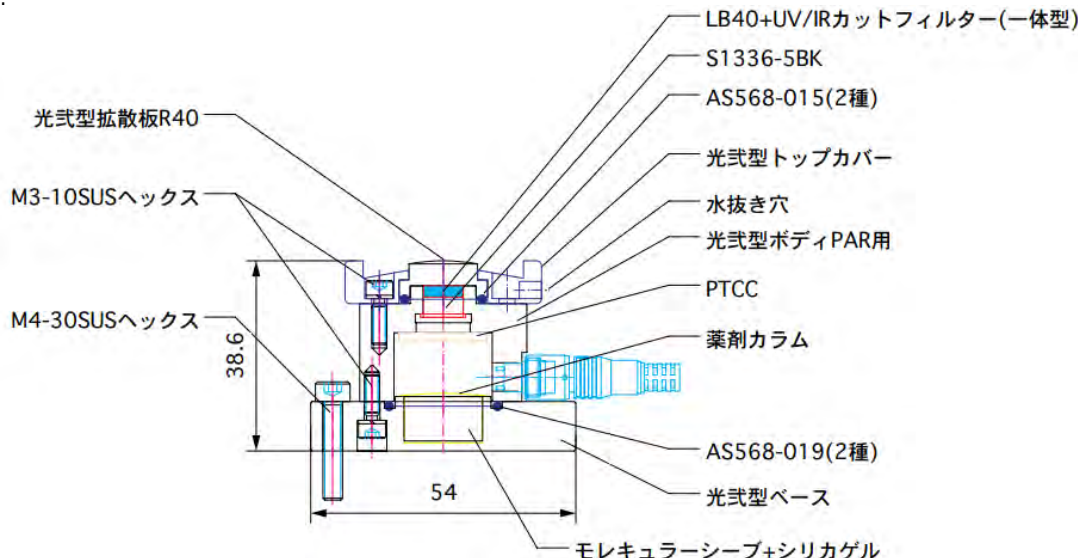 LB40+UV/IRカットフィルター(一体型)
S1336-5BK
AS568-015(2種)
光弐型拡散板R40
光弐型トップカバー
M3-10SUSヘックス
水抜き穴
光弐型ボディPAR用
PTCC
M4-30SUSヘックス
薬剤カラム
38.6
AS568-019(2種)
54
光弐型ベース
モレキュラーシーブ+シリカゲル